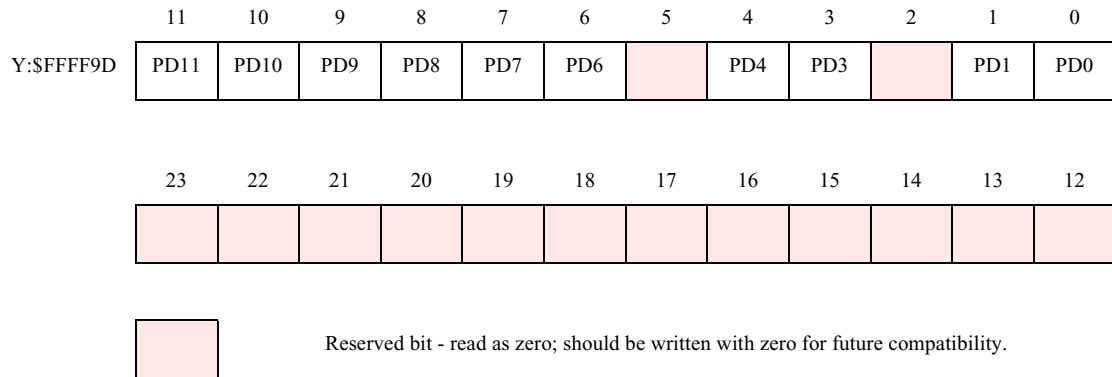 11 10 9 8 7 6 5 4 3 2 1 0
Y:$FFFF9D PD11 PD10 PD9 PD8 PD7 PD6 PD4 PD3 PD1 PD0
23 22 21 20 19 18 17 16 15 14 13 12
Reserved bit - read as zero; should be written with zero for future compatibility.